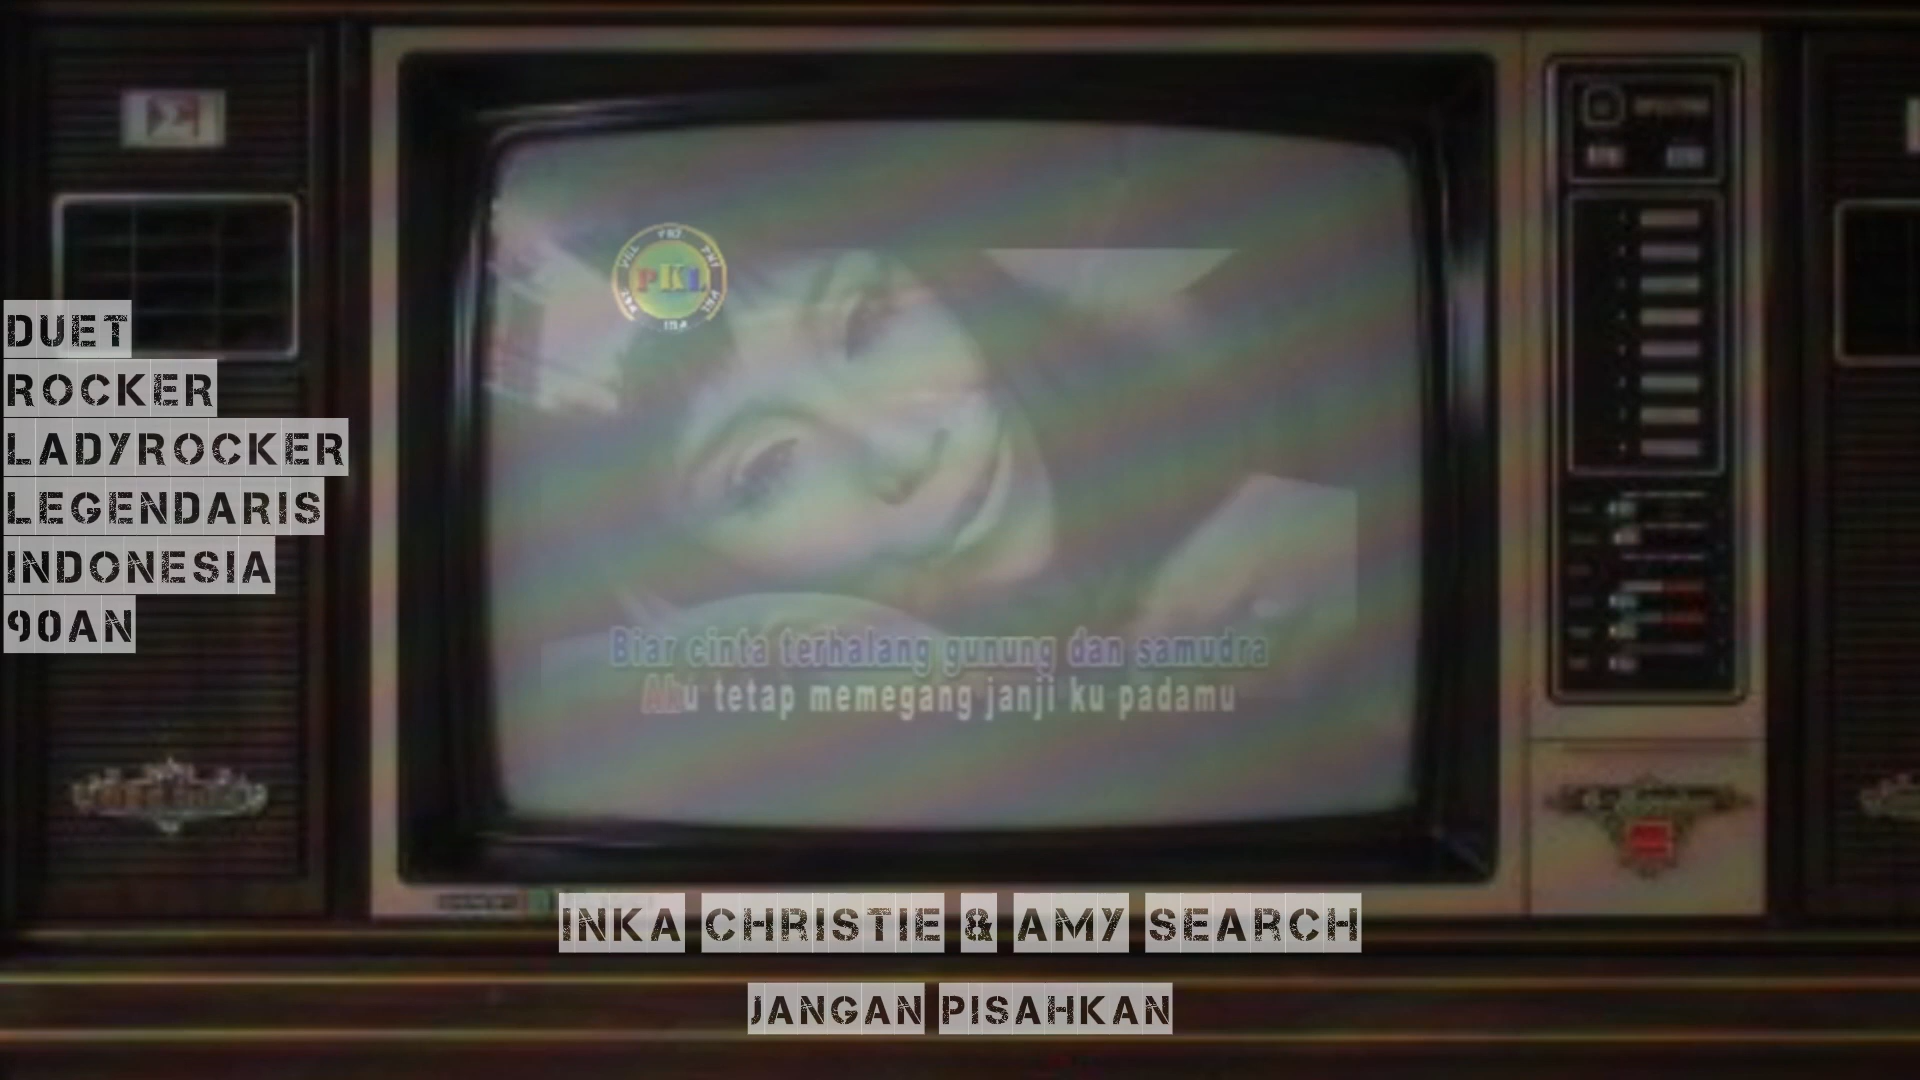 PKL
DUET
ROCKER
LADYROCKER
LEGENDARIS
INDONESIA
90AN
Biar cinta terhalang gunung dan samudra
Aku tetap memegang janji ku padamu
INKA CHRISTIE & AMY SEARCH
JANGAN PISAHKAN